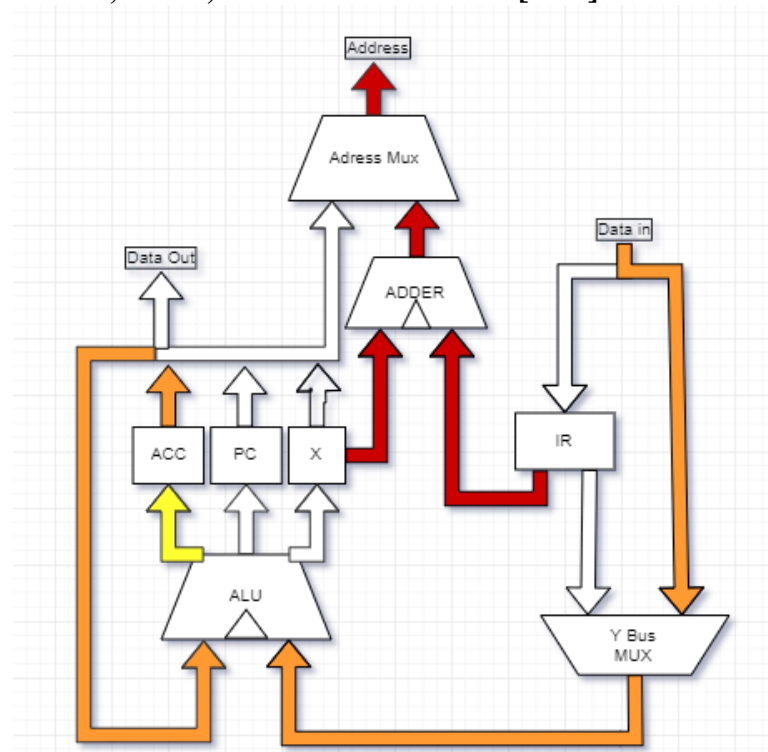 Address
Adress Mux
Data in
Data Out
ADDER
IR
ACC
PC
X
ALU
Y Bus
MUX